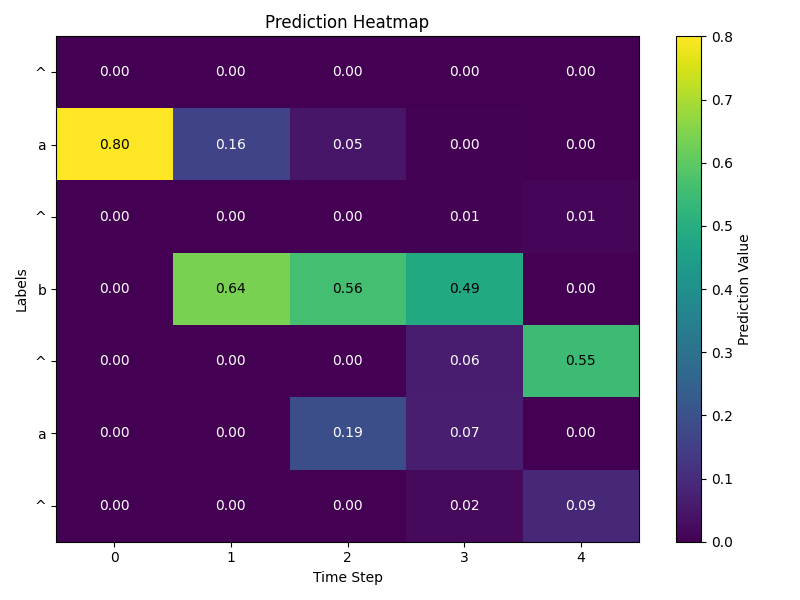 Prediction Heatmap
^ 0.00 0.00 0.00 0.00 0.00
a 0.80 0.16 0.05 0.00 0.00
^ 0.00 0.00 0.00 0.01 0.01
b 0.00 0.64 0.56 0.49 0.00
^ 0.00 0.00 0.00 0.06 0.55
a 0.00 0.00 0.19 0.07 0.00
^ 0.00 0.00 0.00 0.02 0.09
0 1 2 3 4
Time Step
Labels
0.8
0.7
0.6
0.5
0.4
0.3
0.2
0.1
0.0
Prediction Value